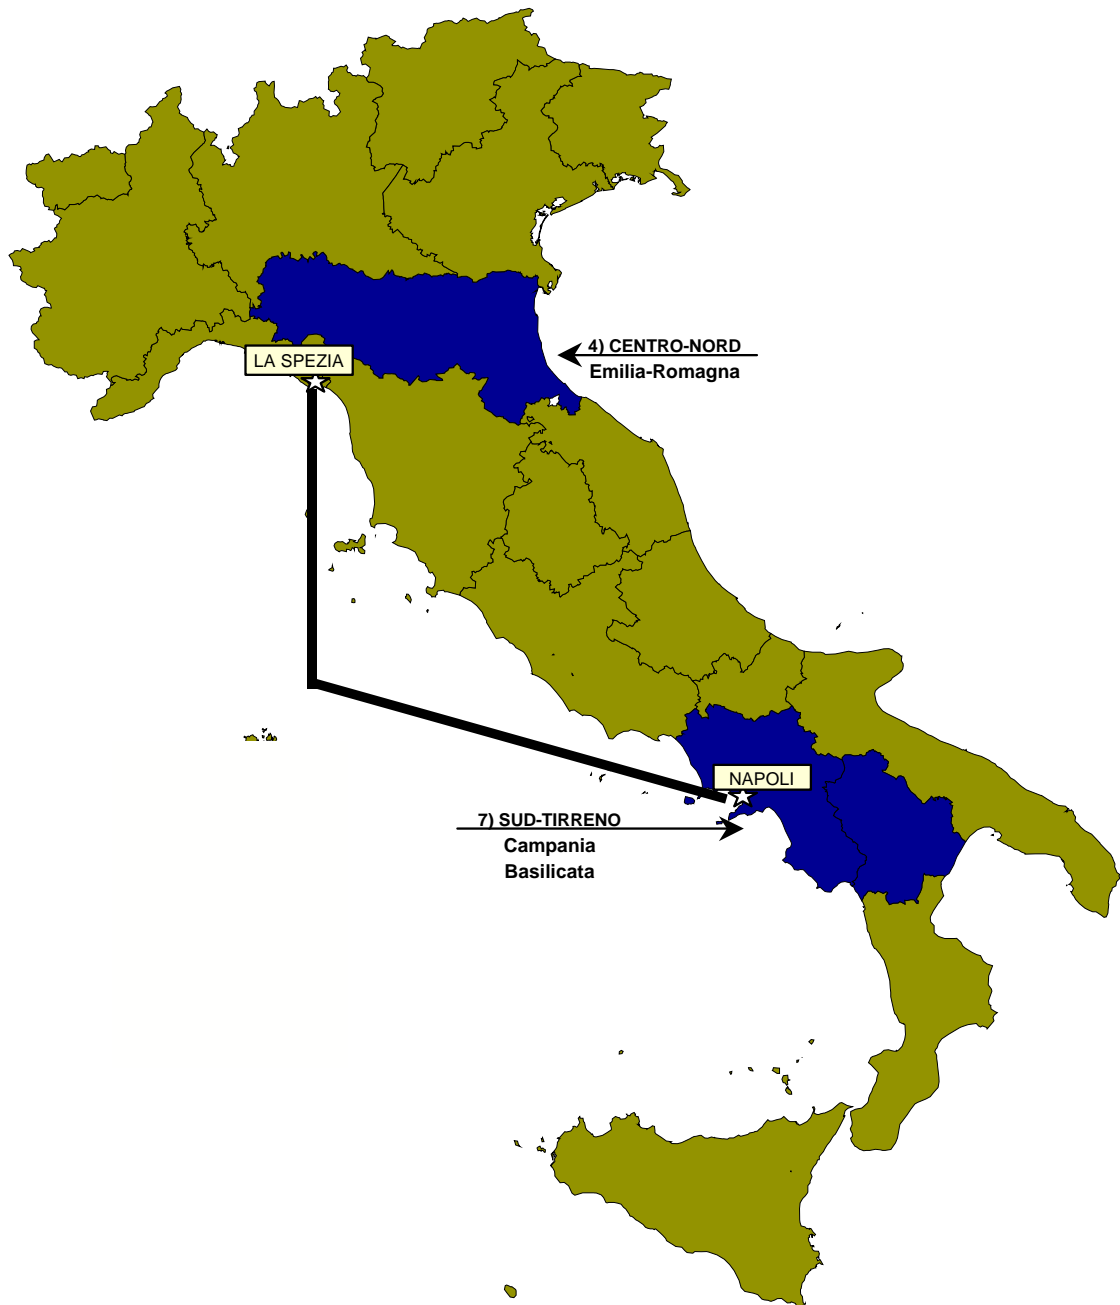 4) CENTRO-NORD
Emilia-Romagna
LA SPEZIA
NAPOLI
7) SUD-TIRRENO
Campania
Basilicata